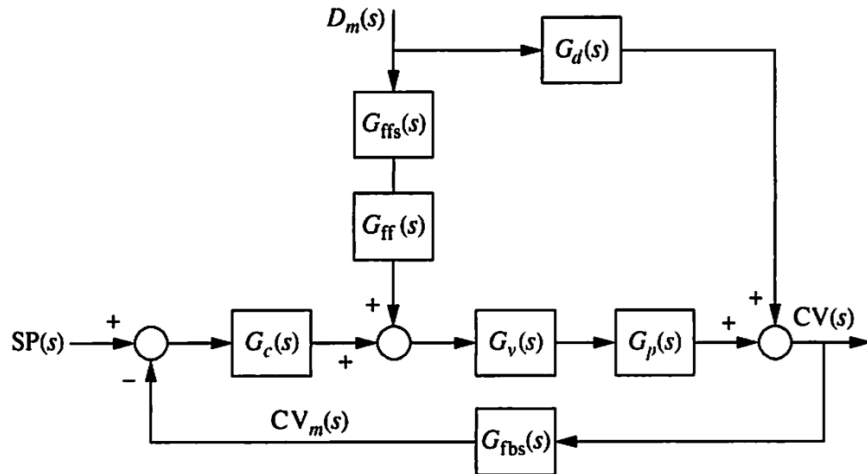 D_m(s)
G_d(s)
G_ffs(s)
G_ff(s)
+
+
SP(s)
+
G_c(s)
+
G_v(s)
G_p(s)
+
CV(s)
−
CV_m(s)
G_fbs(s)